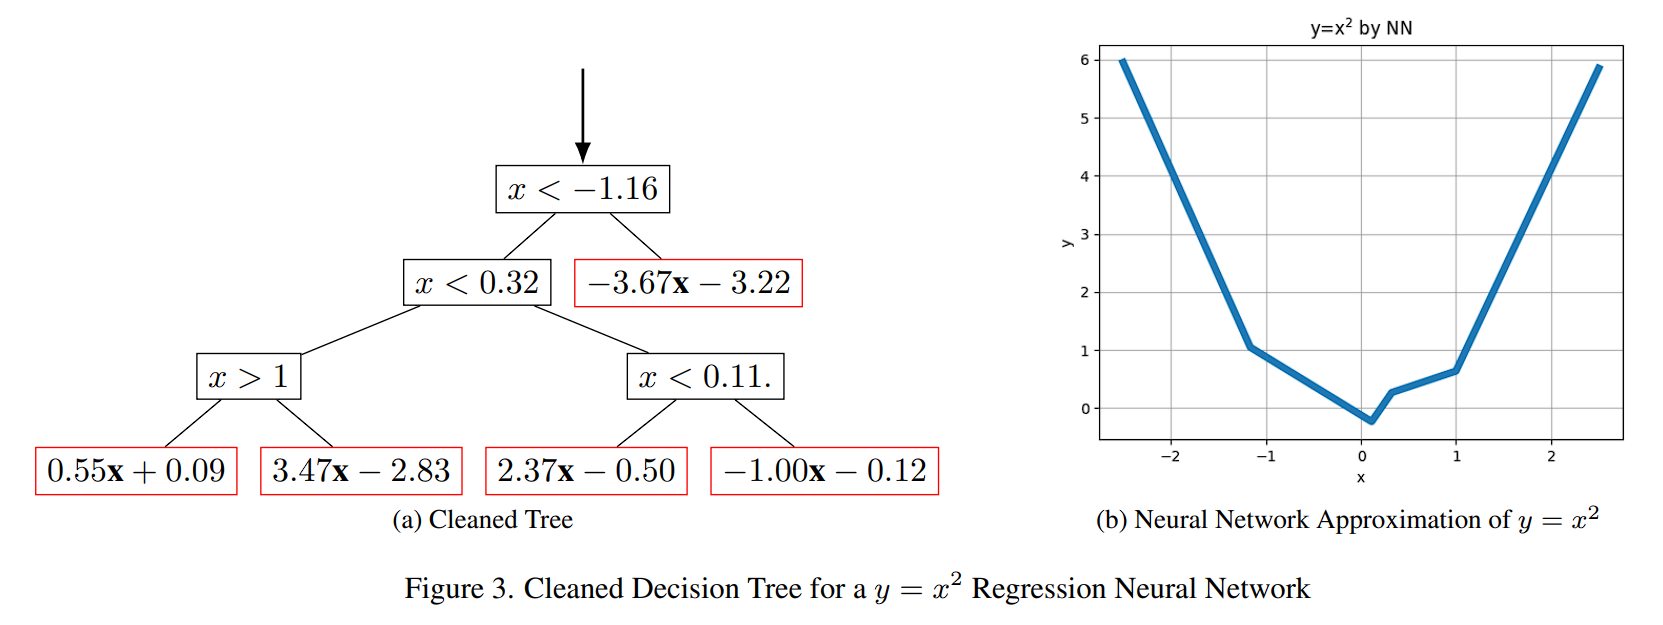 x < −1.16
x < 0.32
−3.67x − 3.22
x > 1
x < 0.11.
0.55x + 0.09
3.47x − 2.83
2.37x − 0.50
−1.00x − 0.12
(a) Cleaned Tree
y=x² by NN
6
5
4
3
2
1
0
y
−2 −1 0 1 2
x
(b) Neural Network Approximation of y = x²
Figure 3. Cleaned Decision Tree for a y = x² Regression Neural Network